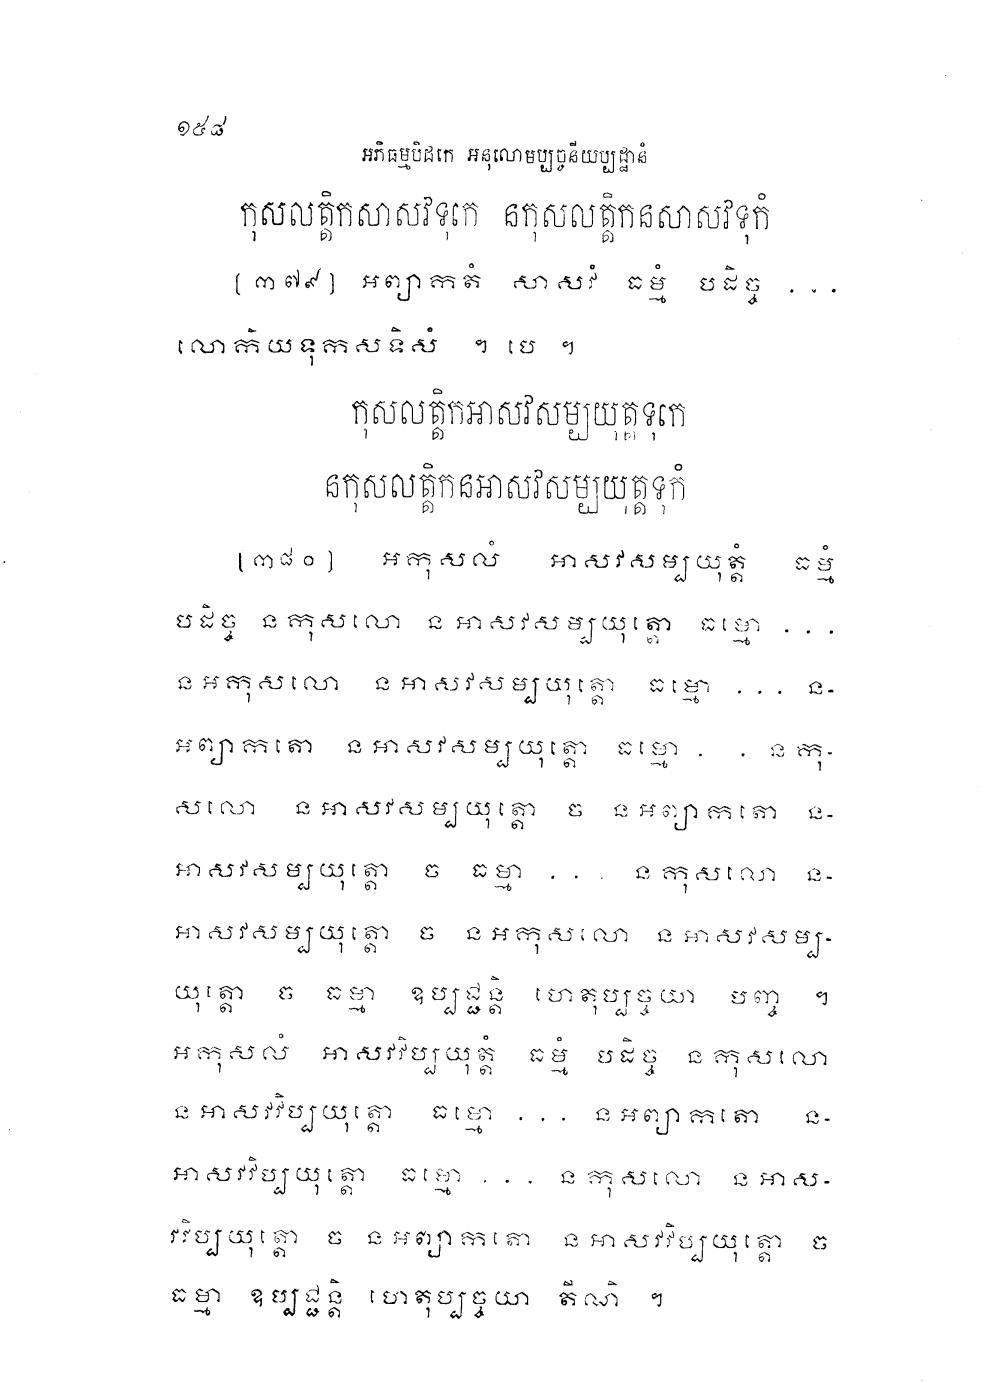 ១៥៨
អភិធម្មបិដកេ អនុលោមប្បច្ចនីយប្បដ្ឋានំ
កុសលត្តិកសាសវទុកេ នកុសលត្តិកនសាសវទុកំ
[៣៧៩] អព្យាកតំ សាសវំ ធម្មំ បដិច្ច ...
លោកិយទុកសទិសំ ។ បេ ។
កុសលត្តិកអាសវសម្បយុត្តទុកេ
នកុសលត្តិកនអាសវសម្បយុត្តទុកំ
[៣៨០] អកុសលំ អាសវសម្បយុត្តំ ធម្មំ
បដិច្ច នកុសលោ នអាសវសម្បយុត្តោ ធម្មោ ...
នអកុសលោ នអាសវសម្បយុត្តោ ធម្មោ ... ន-
អព្យាកតោ នអាសវសម្បយុត្តោ ធម្មោ . . នកុ-
សលោ នអាសវសម្បយុត្តោ ច នអព្យាកតោ ន-
អាសវសម្បយុត្តោ ច ធម្មា ... នកុសលោ ន-
អាសវសម្បយុត្តោ ច នអកុសលោ នអាសវសម្ប-
យុត្តោ ច ធម្មា ឧប្បជ្ជន្តិ ហេតុប្បច្ចយា បញ្ច ។
អកុសលំ អាសវវិប្បយុត្តំ ធម្មំ បដិច្ច នកុសលោ
នអាសវវិប្បយុត្តោ ធម្មោ ... នអព្យាកតោ ន-
អាសវវិប្បយុត្តោ ធម្មោ ... នកុសលោ នអាស-
វវិប្បយុត្តោ ច នអព្យាកតោ នអាសវវិប្បយុត្តោ ច
ធម្មា ឧប្បជ្ជន្តិ ហេតុប្បច្ចយា តីណិ ។